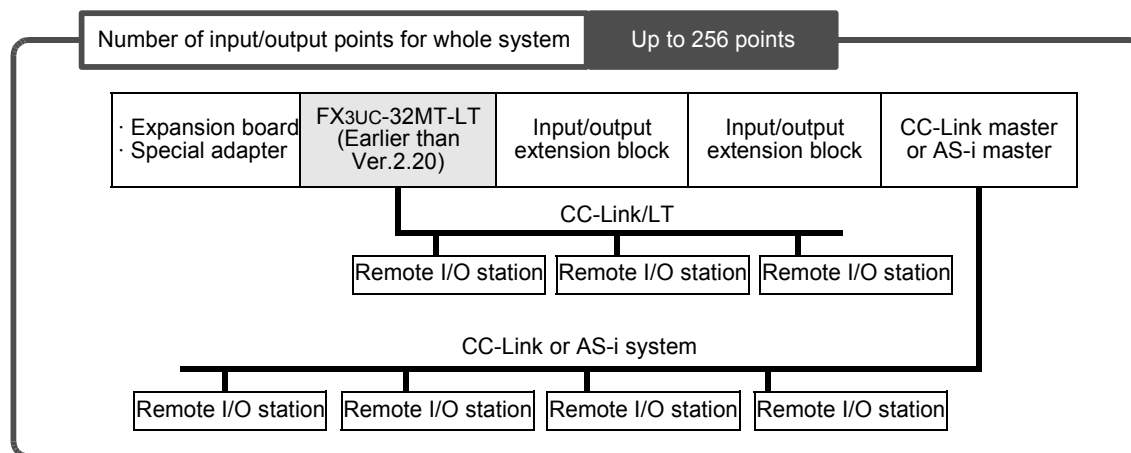 Number of input/output points for whole system
Up to 256 points
· Expansion board
· Special adapter
FX3UC-32MT-LT
(Earlier than
Ver.2.20)
Input/output
extension block
Input/output
extension block
CC-Link master
or AS-i master
CC-Link/LT
Remote I/O station
Remote I/O station
Remote I/O station
CC-Link or AS-i system
Remote I/O station
Remote I/O station
Remote I/O station
Remote I/O station